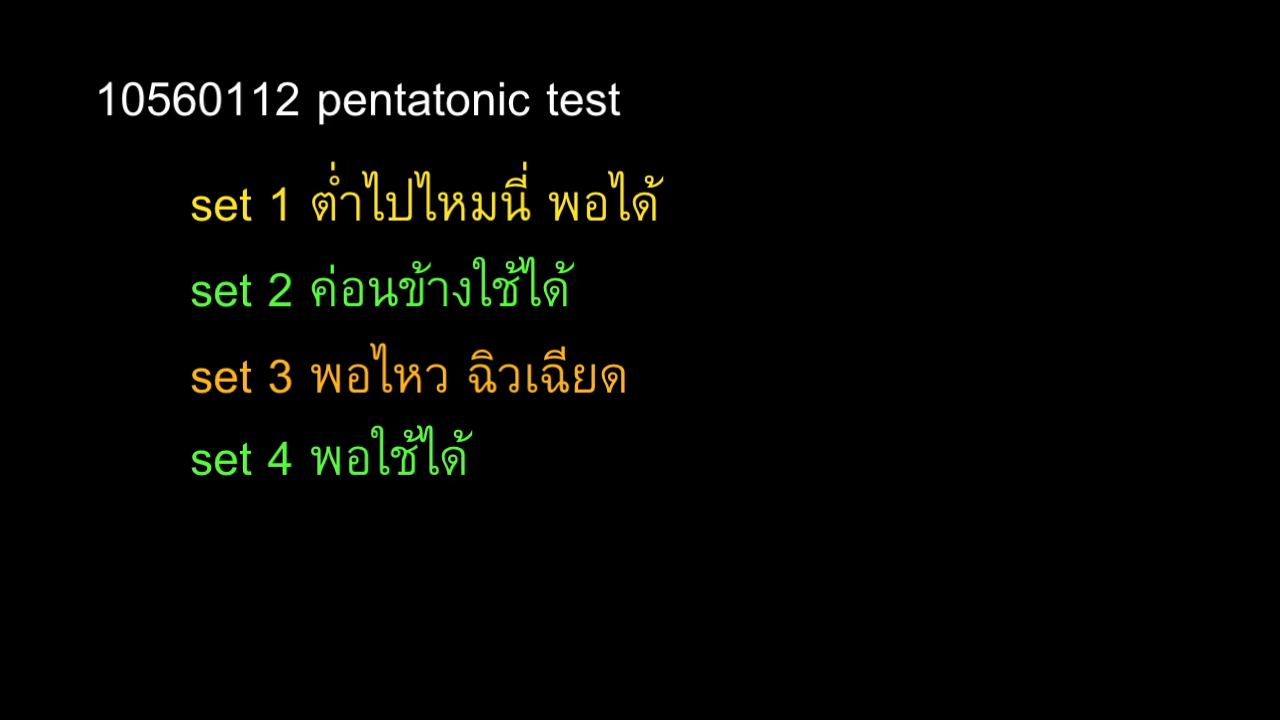 10560112 pentatonic test
set 1 ต่ำไปไหมนี่ พอได้
set 2 ค่อนข้างใช้ได้
set 3 พอไหว ฉิวเฉียด
set 4 พอใช้ได้